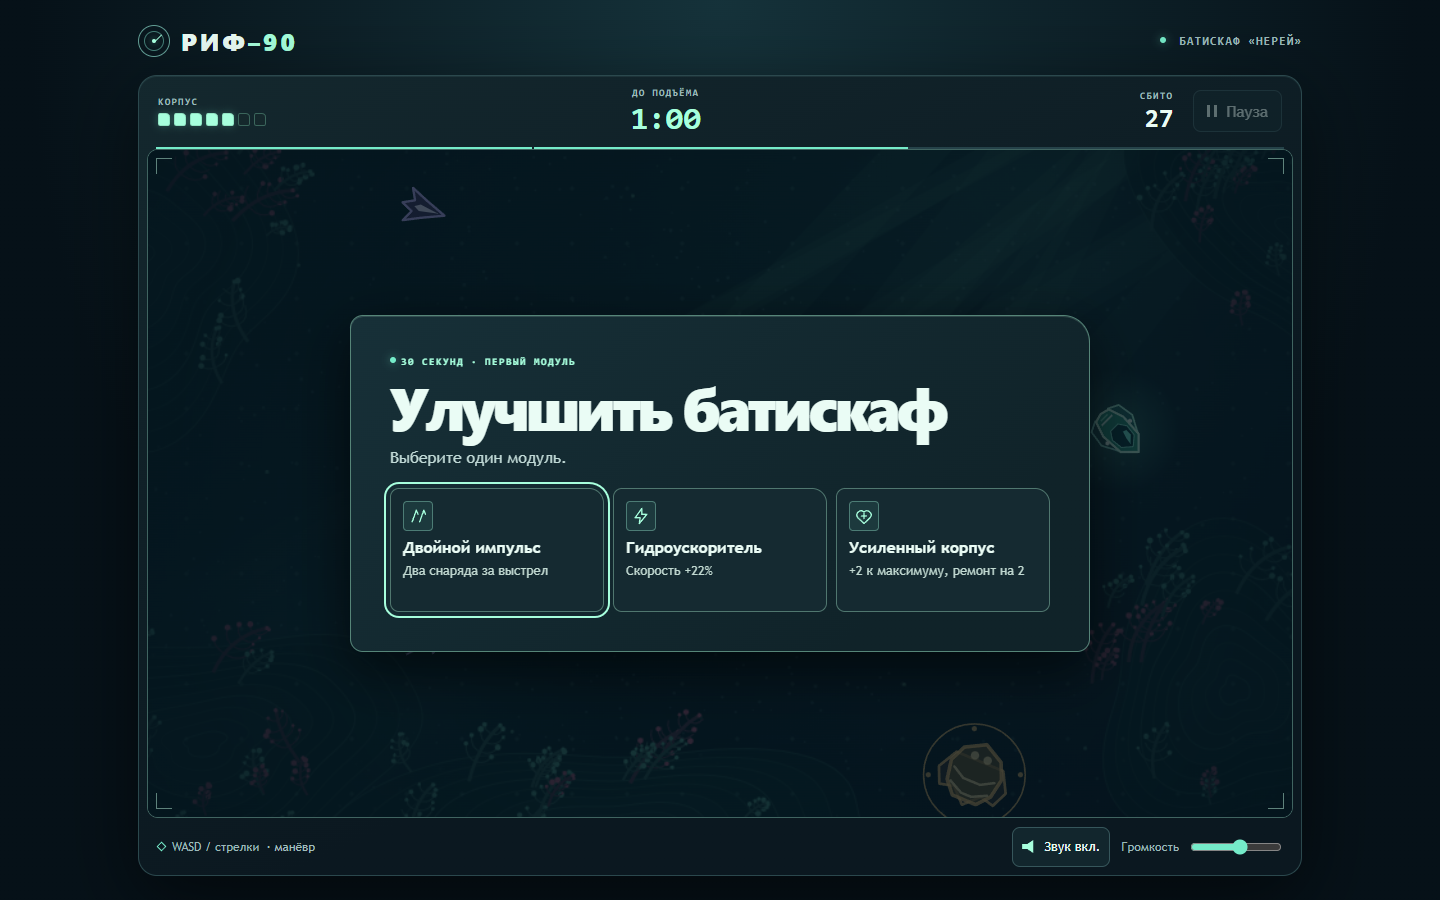 РИФ–90
БАТИСКАФ «НЕРЕЙ»
КОРПУС
ДО ПОДЪЁМА
1:00
СБИТО
27
Пауза
30 СЕКУНД · ПЕРВЫЙ МОДУЛЬ
Улучшить батискаф
Выберите один модуль.
Двойной импульс
Два снаряда за выстрел
Гидроускоритель
Скорость +22%
Усиленный корпус
+2 к максимуму, ремонт на 2
WASD / стрелки · манёвр
Звук вкл.
Громкость